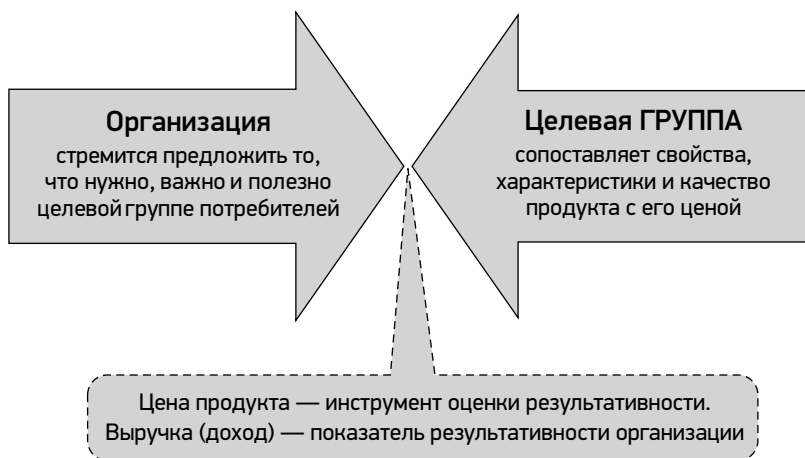 Организация
стремится предложить то,
что нужно, важно и полезно
целевой группе потребителей
Целевая ГРУППА
сопоставляет свойства,
характеристики и качество
продукта с его ценой
Цена продукта — инструмент оценки результативности.
Выручка (доход) — показатель результативности организации